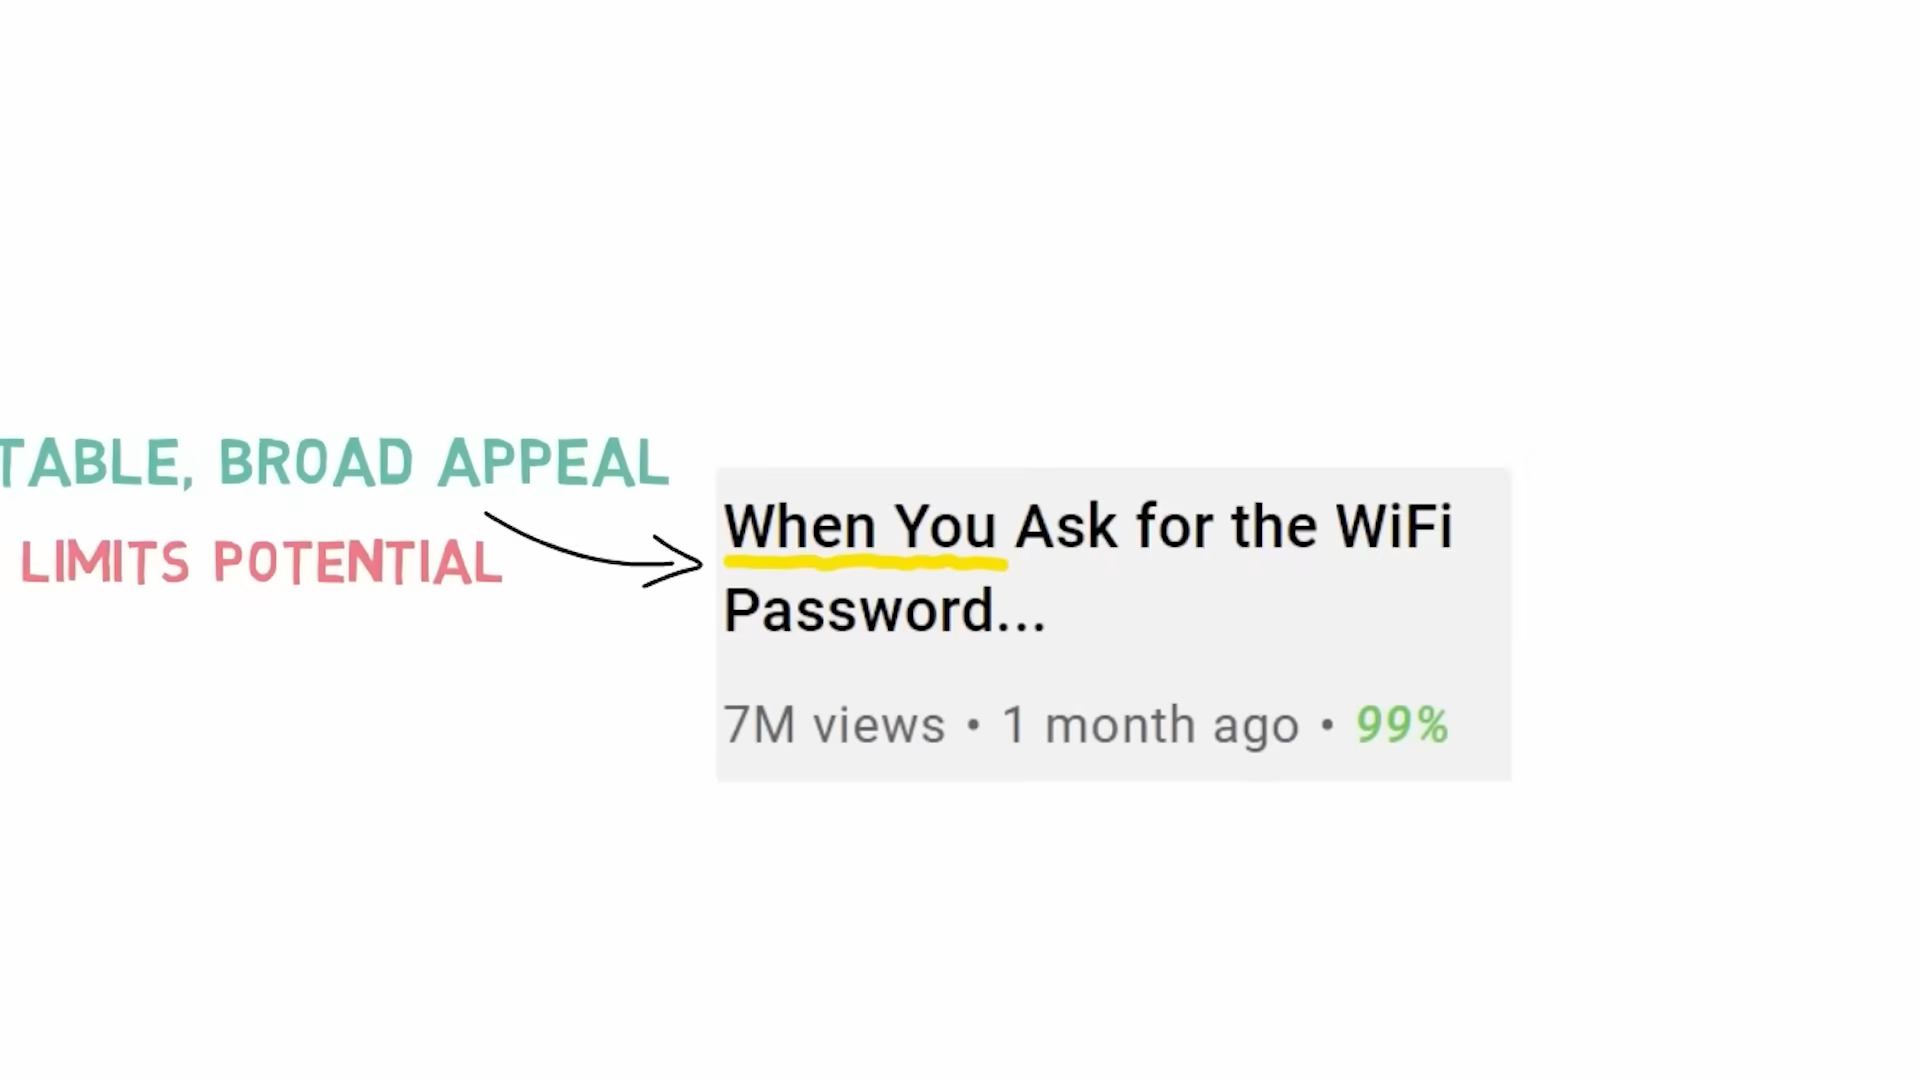 TABLE, BROAD APPEAL
LIMITS POTENTIAL
When You Ask for the WiFi
Password...
7M views • 1 month ago • 99%